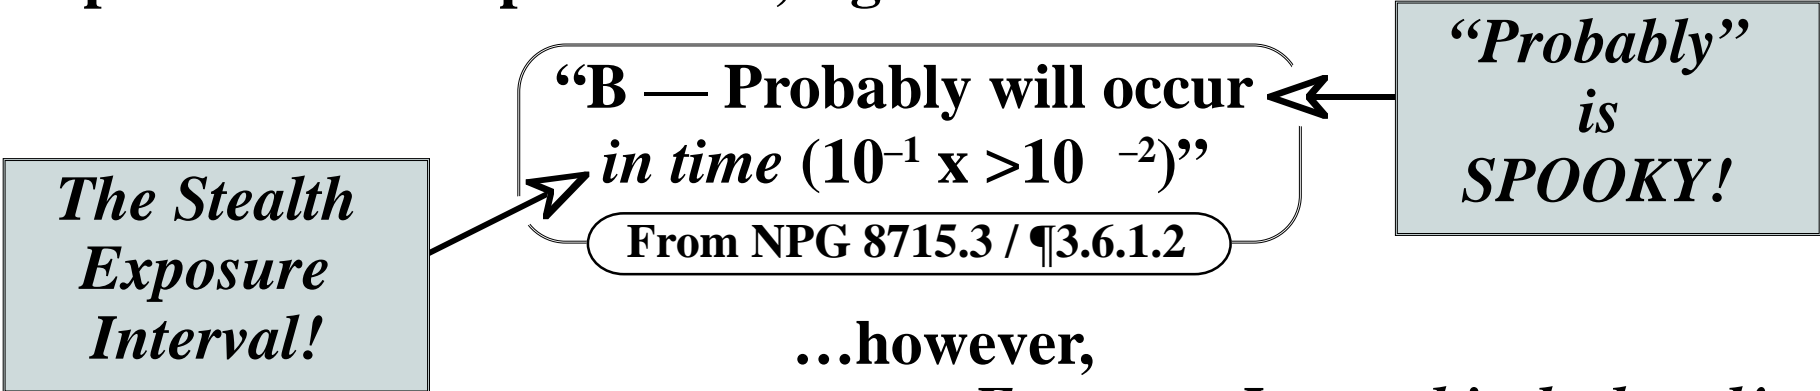 “B — Probably will occur
in time (10⁻¹ x >10 ⁻²)”
From NPG 8715.3 / ¶3.6.1.2
“Probably”
is
SPOOKY!
The Stealth
Exposure
Interval!
…however,